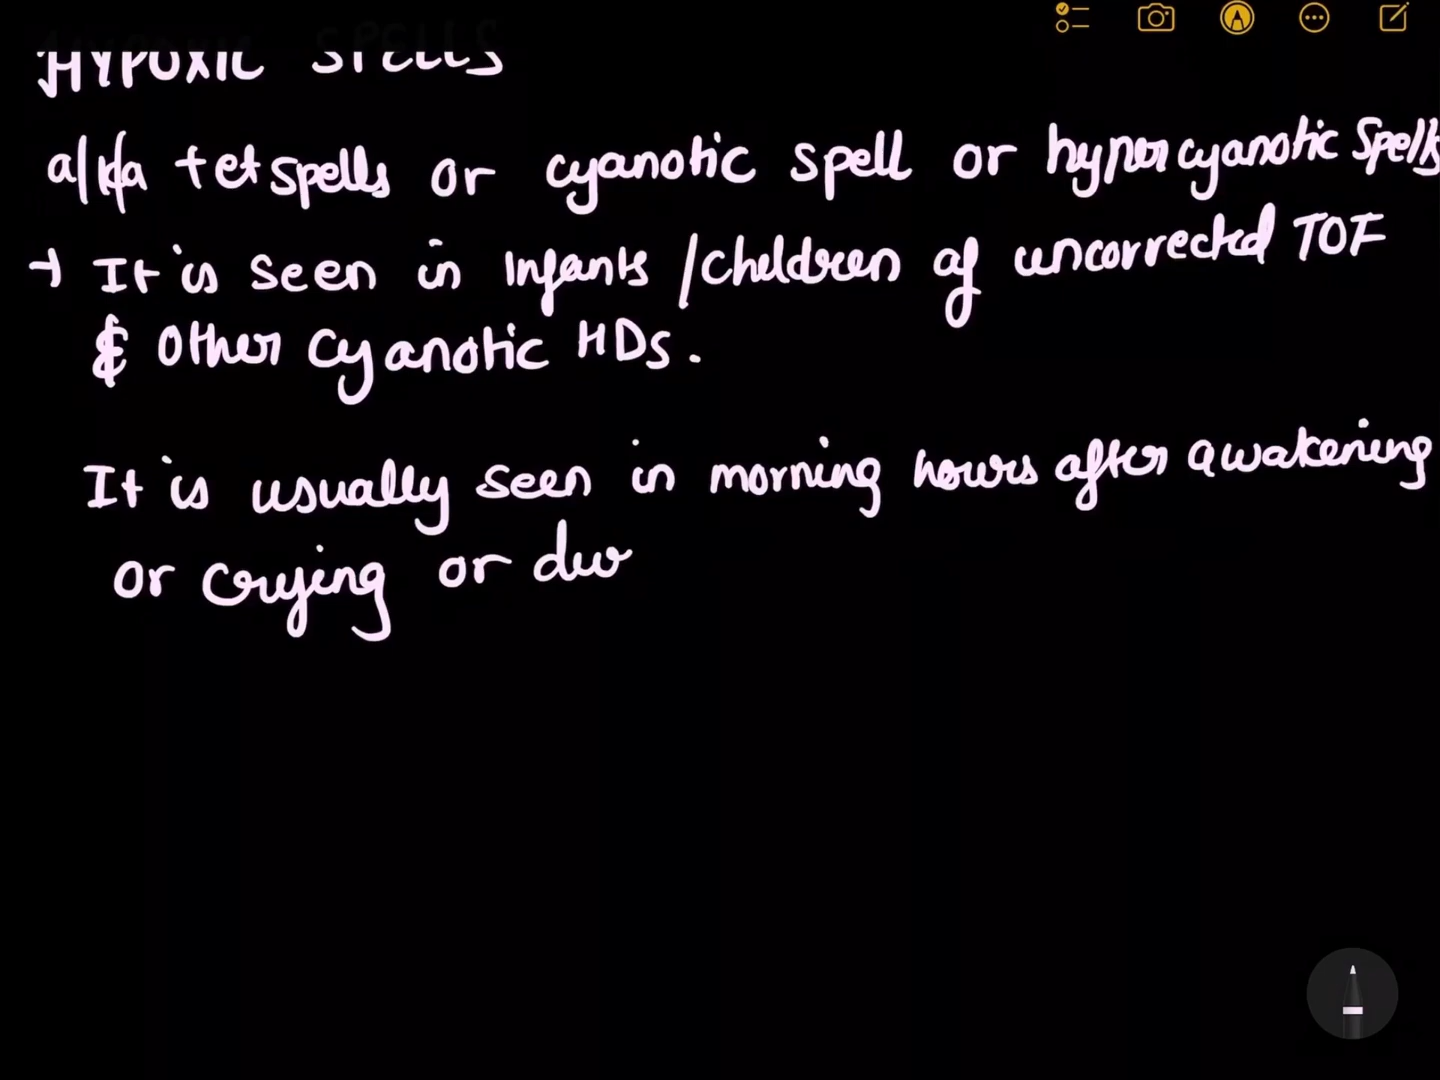 HYPOXIC SPELLS
a/k/a tet spells or cyanotic spell or hypercyanotic spells
→ It is seen in Infants / children of uncorrected TOF
& other cyanotic HDs.
It is usually seen in morning hours after awakening
or crying or